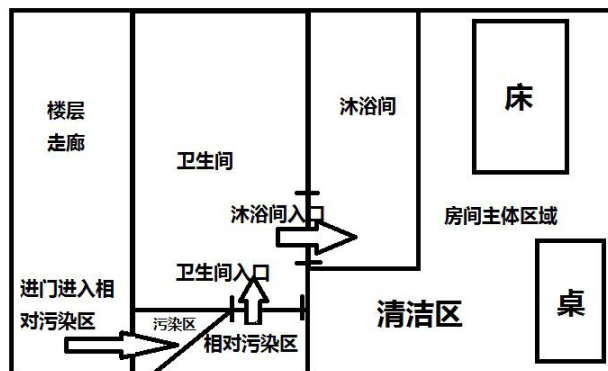 楼层
走廊
卫生间
沐浴间
床
沐浴间入口
房间主体区域
卫生间入口
进门进入相
对污染区
污染区
相对污染区
清洁区
桌